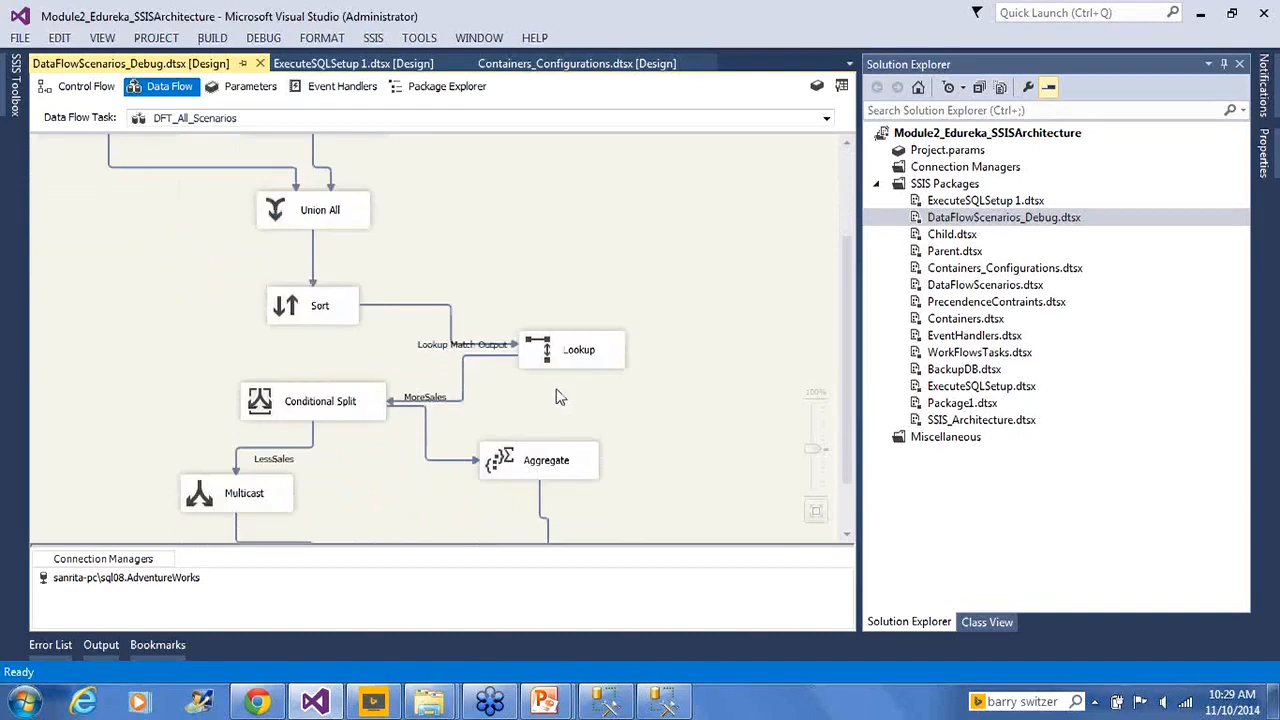 Module2_Edureka_SSISArchitecture - Microsoft Visual Studio (Administrator)
Quick Launch (Ctrl+Q)
FILE EDIT VIEW PROJECT BUILD DEBUG FORMAT SSIS TOOLS WINDOW HELP
DataFlowScenarios_Debug.dtsx [Design] ExecuteSQLSetup 1.dtsx [Design] Containers_Configurations.dtsx [Design]
SSIS Toolbox
Control Flow Data Flow Parameters Event Handlers Package Explorer
Data Flow Task: DFT_All_Scenarios
Union All
Sort
Lookup Match Output
Lookup
MoreSales
Conditional Split
LessSales
Aggregate
Multicast
100%
Connection Managers
sanrita-pc\sql08.AdventureWorks
Solution Explorer
Search Solution Explorer (Ctrl+;)
Module2_Edureka_SSISArchitecture
Project.params
Connection Managers
SSIS Packages
ExecuteSQLSetup 1.dtsx
DataFlowScenarios_Debug.dtsx
Child.dtsx
Parent.dtsx
Containers_Configurations.dtsx
DataFlowScenarios.dtsx
PrecendenceConstraints.dtsx
Containers.dtsx
EventHandlers.dtsx
WorkFlowsTasks.dtsx
BackupDB.dtsx
ExecuteSQLSetup.dtsx
Package1.dtsx
SSIS_Architecture.dtsx
Miscellaneous
Solution Explorer Class View
Notifications
Properties
Error List Output Bookmarks
Ready
barry switzer
10:29 AM
11/10/2014